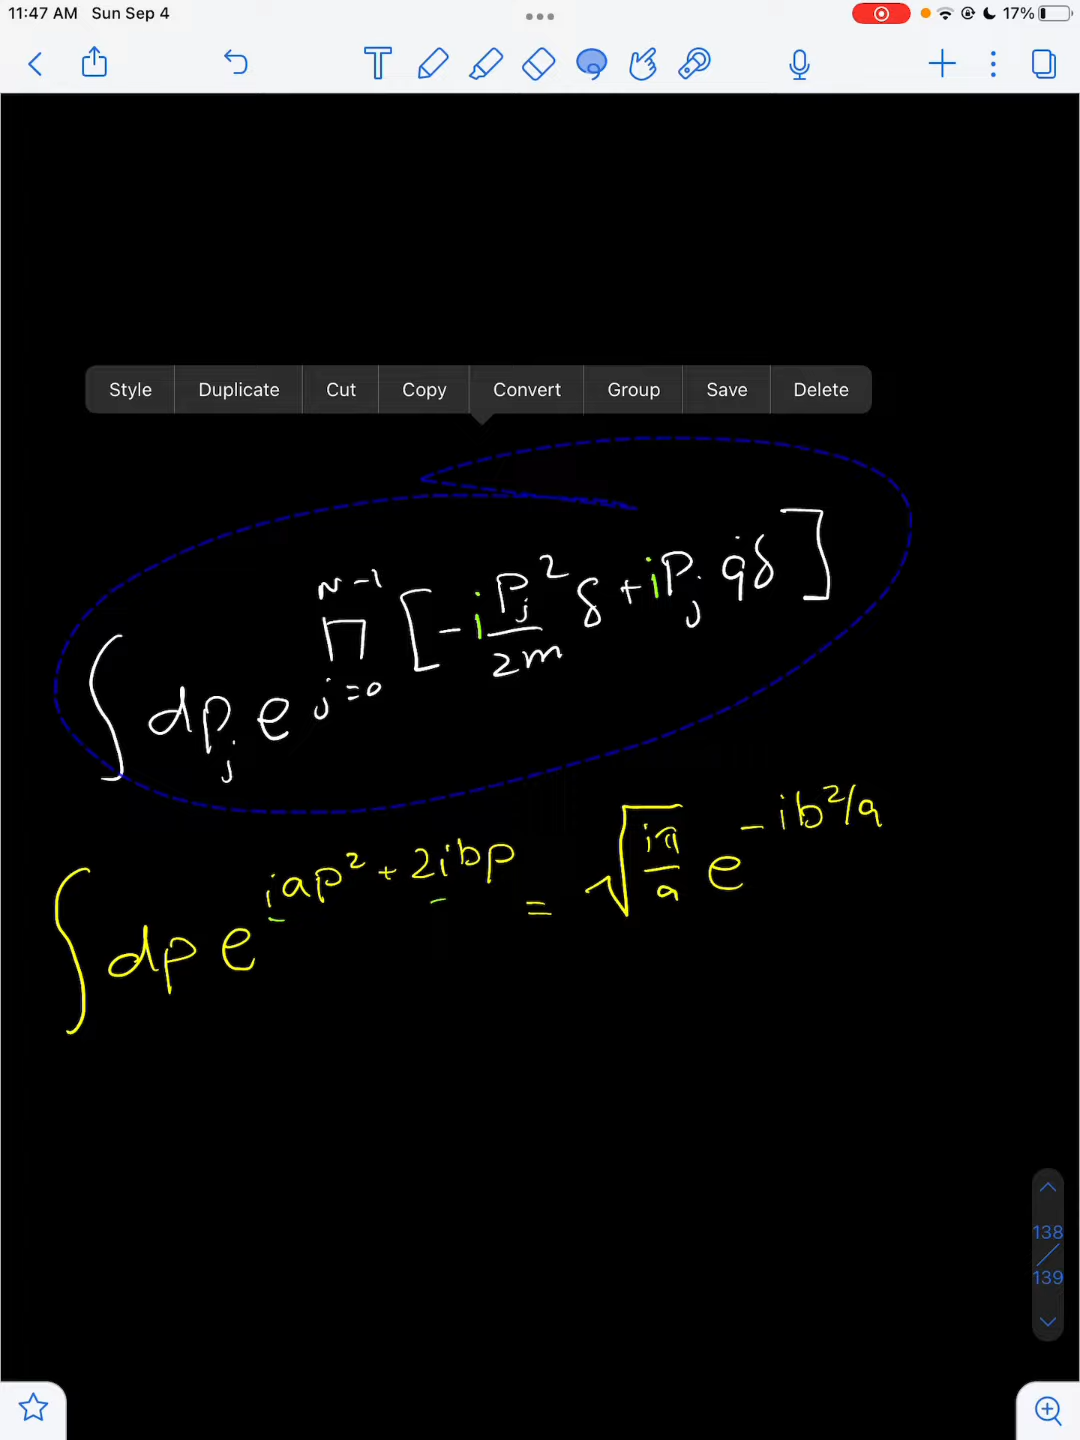 11:47 AM Sun Sep 4 17%
T
Style Duplicate Cut Copy Convert Group Save Delete
∫ dp_j e^{∏_{j=0}^{N-1} [-i p_j^2/2m δ + i p_j q̇ δ]}
∫ dp e^{iap^2 + 2ibp} = √(iπ/a) e^{-ib^2/a}
138
/
139